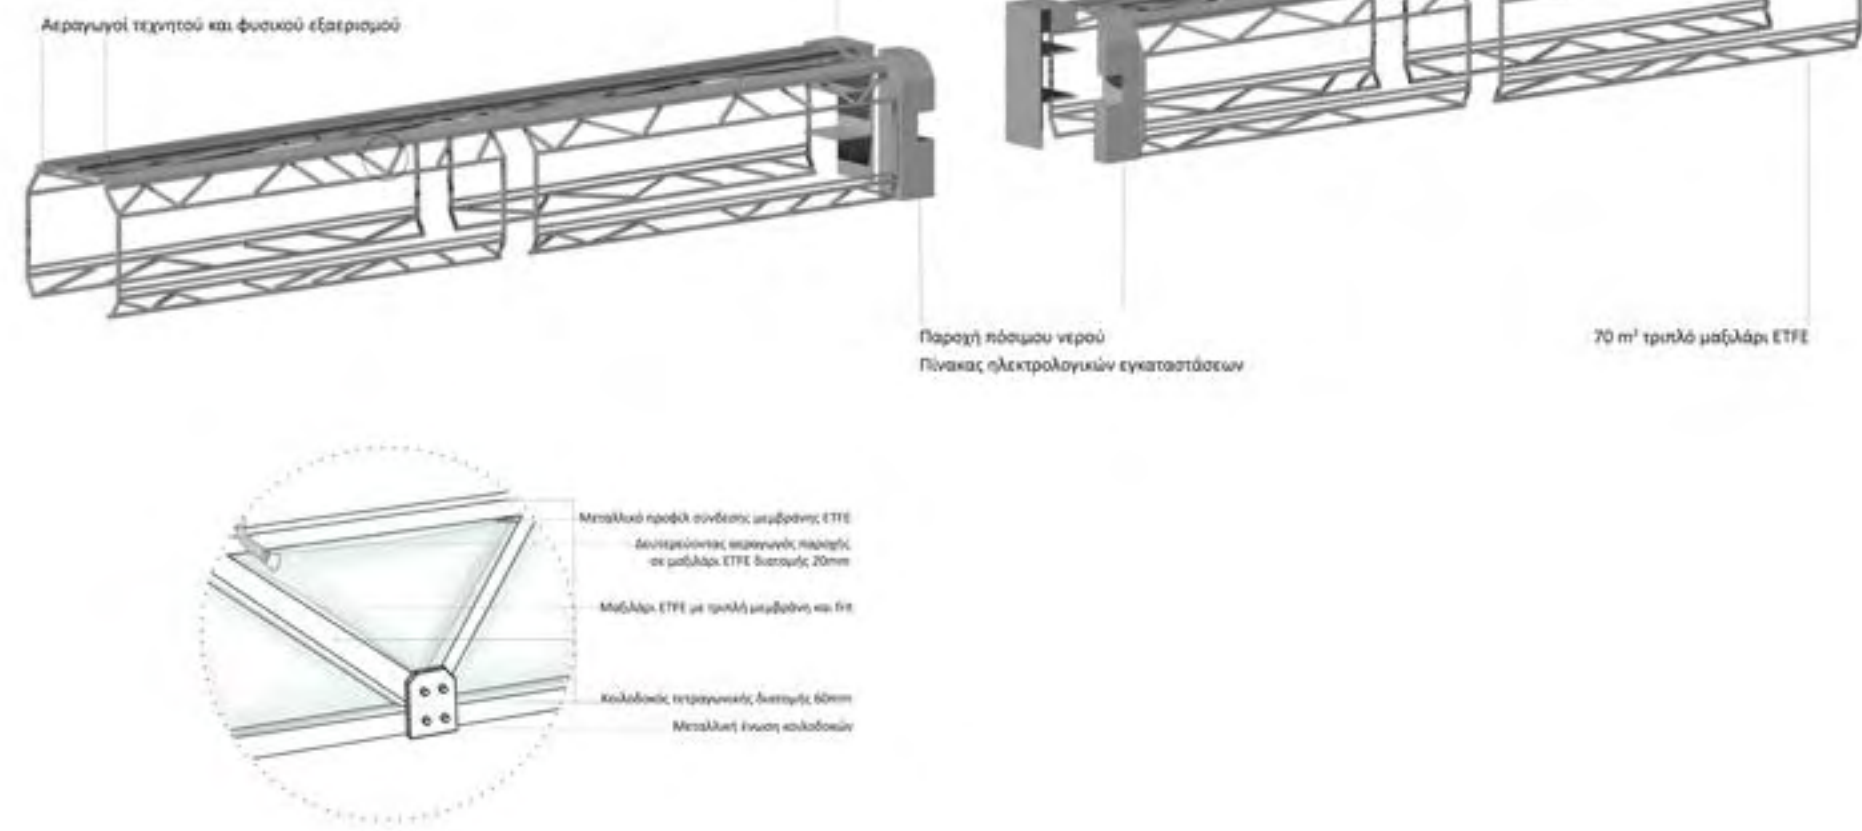 Αεραγωγοί τεχνητού και φυσικού εξαερισμού
Παροχή πόσιμου νερού
Πίνακας ηλεκτρολογικών εγκαταστάσεων
70 m² τριπλό μαξιλάρι ETFE
Μεταλλικό προφίλ σύνδεσης μεμβράνης ETFE
Δευτερεύοντας αεραγωγός παροχής
σε μαξιλάρι ETFE διατομής 20mm
Μαξιλάρι ETFE με τριπλή μεμβράνη και frit
Κοιλοδοκός τετραγωνικής διατομής 60mm
Μεταλλική ένωση κοιλοδοκών